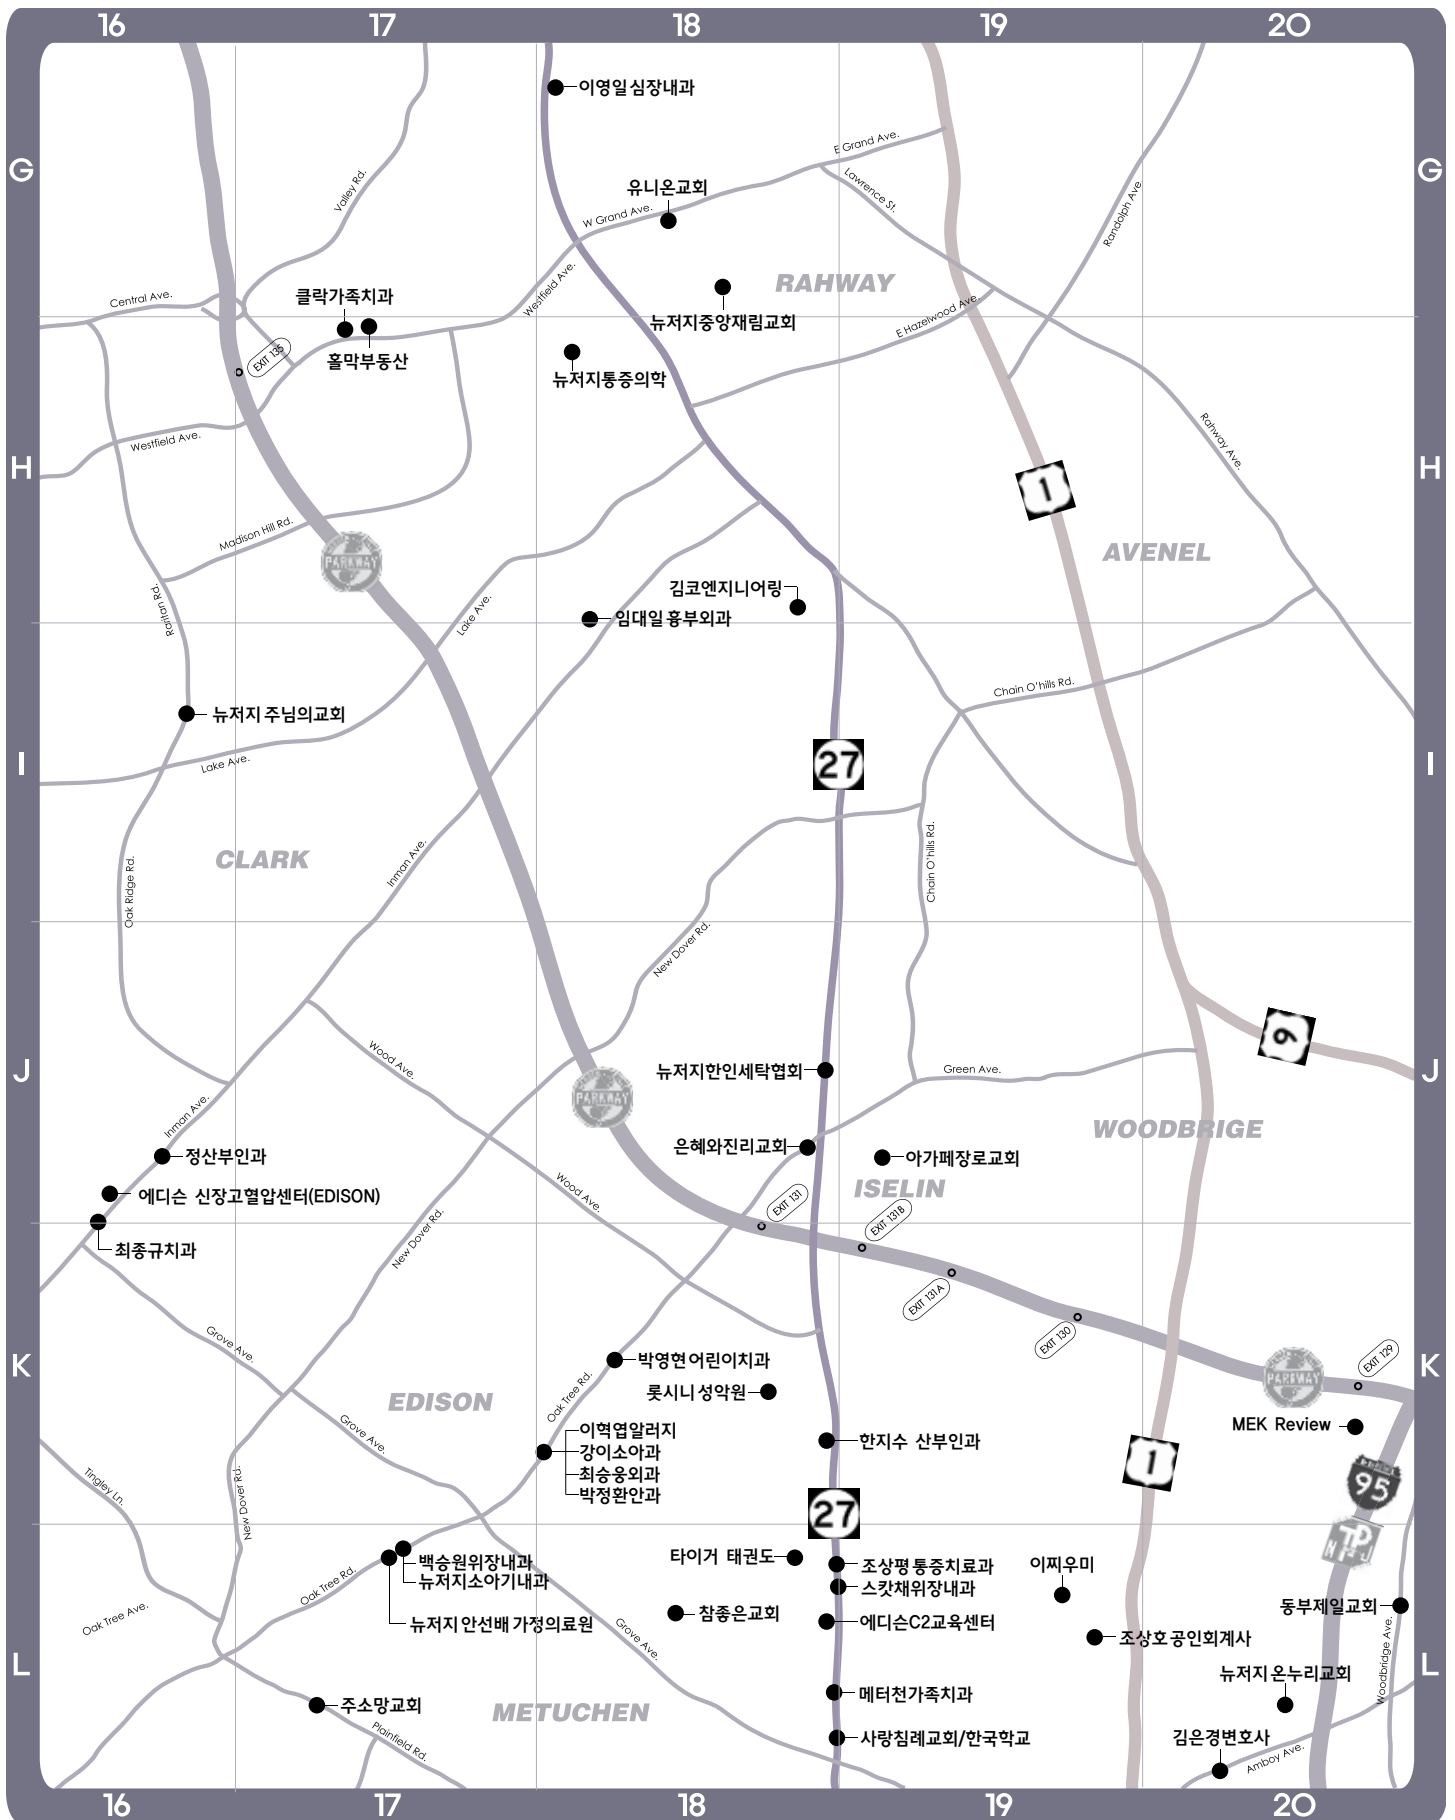 16 17 18 19 20
이영일심장내과
E Grand Ave.
G G
Valley Rd.
Lawrence St.
유니온교회
W Grand Ave.
Randolph Ave
Westfield Ave.
RAHWAY
Central Ave.
클락가족치과
E Hazelwood Ave.
뉴저지중앙재림교회
EXIT 135
홀막부동산
뉴저지통증의학
Westfield Ave.
Rahway Ave.
H H
1
Madison Hill Rd.
PARKWAY
AVENEL
Raritan Rd.
김코엔지니어링
Lake Ave.
임대일흉부외과
Chain O'hills Rd.
뉴저지 주님의교회
I I
Lake Ave.
27
CLARK
Inman Ave.
Oak Ridge Rd.
Chain O'hills Rd.
New Dover Rd.
9
Wood Ave.
J J
뉴저지한인세탁협회
Green Ave.
PARKWAY
Inman Ave.
WOODBRIGE
은혜와진리교회
정산부인과
아가페장로교회
ISELIN
에디슨 신장고혈압센터(EDISON)
Wood Ave.
EXIT 131
EXIT 131B
New Dover Rd.
최종규치과
EXIT 131A
Grove Ave.
EXIT 130
EXIT 129
K K
박영현어린이치과
PARKWAY
롯시니성악원
Oak Tree Rd.
EDISON
Grove Ave.
MEK Review
이혁엽알러지
한지수 산부인과
강이소아과
1
최승웅외과
95
Tingley Ln.
박정환안과
New Dover Rd.
27
TP
N J
백승원위장내과
타이거 태권도
조상평통증치료과
이찌우미
뉴저지소아기내과
스캇채위장내과
Oak Tree Rd.
동부제일교회
참좋은교회
Oak Tree Ave.
뉴저지안선배가정의료원
에디슨C2교육센터
Grove Ave.
조상호공인회계사
Woodbridge Ave.
L L
뉴저지온누리교회
메터천가족치과
주소망교회
METUCHEN
Plainfield Rd.
사랑침례교회/한국학교
김은경변호사
Amboy Ave.
16 17 18 19 20